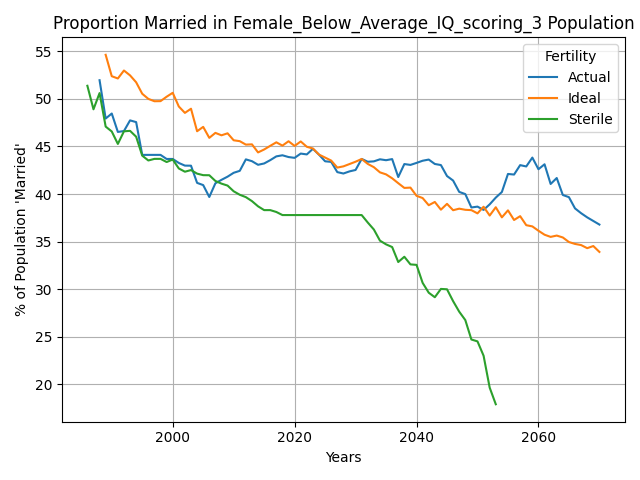 Proportion Married in Female_Below_Average_IQ_scoring_3 Population
% of Population 'Married'
55
50
45
40
35
30
25
20
Fertility
Actual
Ideal
Sterile
2000
2020
2040
2060
Years